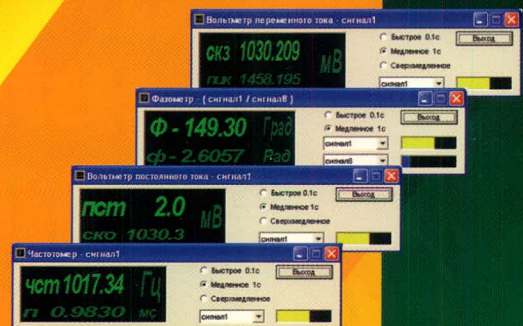 Вольтметр переменного тока - сигнал1
скз 1030.209 мВ
пик 1458.195
Быстрое 0.1с
Медленное 1с
Сверхмедленное
Выход
сигнал1
Фазометр - ( сигнал1 / сигнал8 )
Ф - 149.30 Град
ф - 2.6057 Рад
Быстрое 0.1с
Медленное 1с
Выход
сигнал1
сигнал8
Вольтметр постоянного тока - сигнал1
пст 2.0 мВ
ско 1030.3
Быстрое 0.1с
Медленное 1с
Сверхмедленное
Выход
сигнал1
Частотомер - сигнал1
чст 1017.34 Гц
п 0.9830 мс
Быстрое 0.1с
Медленное 1с
Сверхмедленное
Выход
сигнал1